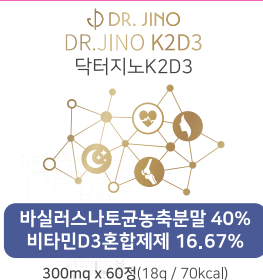 DR. JINO
DR.JINO K2D3
닥터지노K2D3
바실러스나토균농축분말 40%
비타민D3혼합제제 16.67%
300mg x 60정(18g / 70kcal)